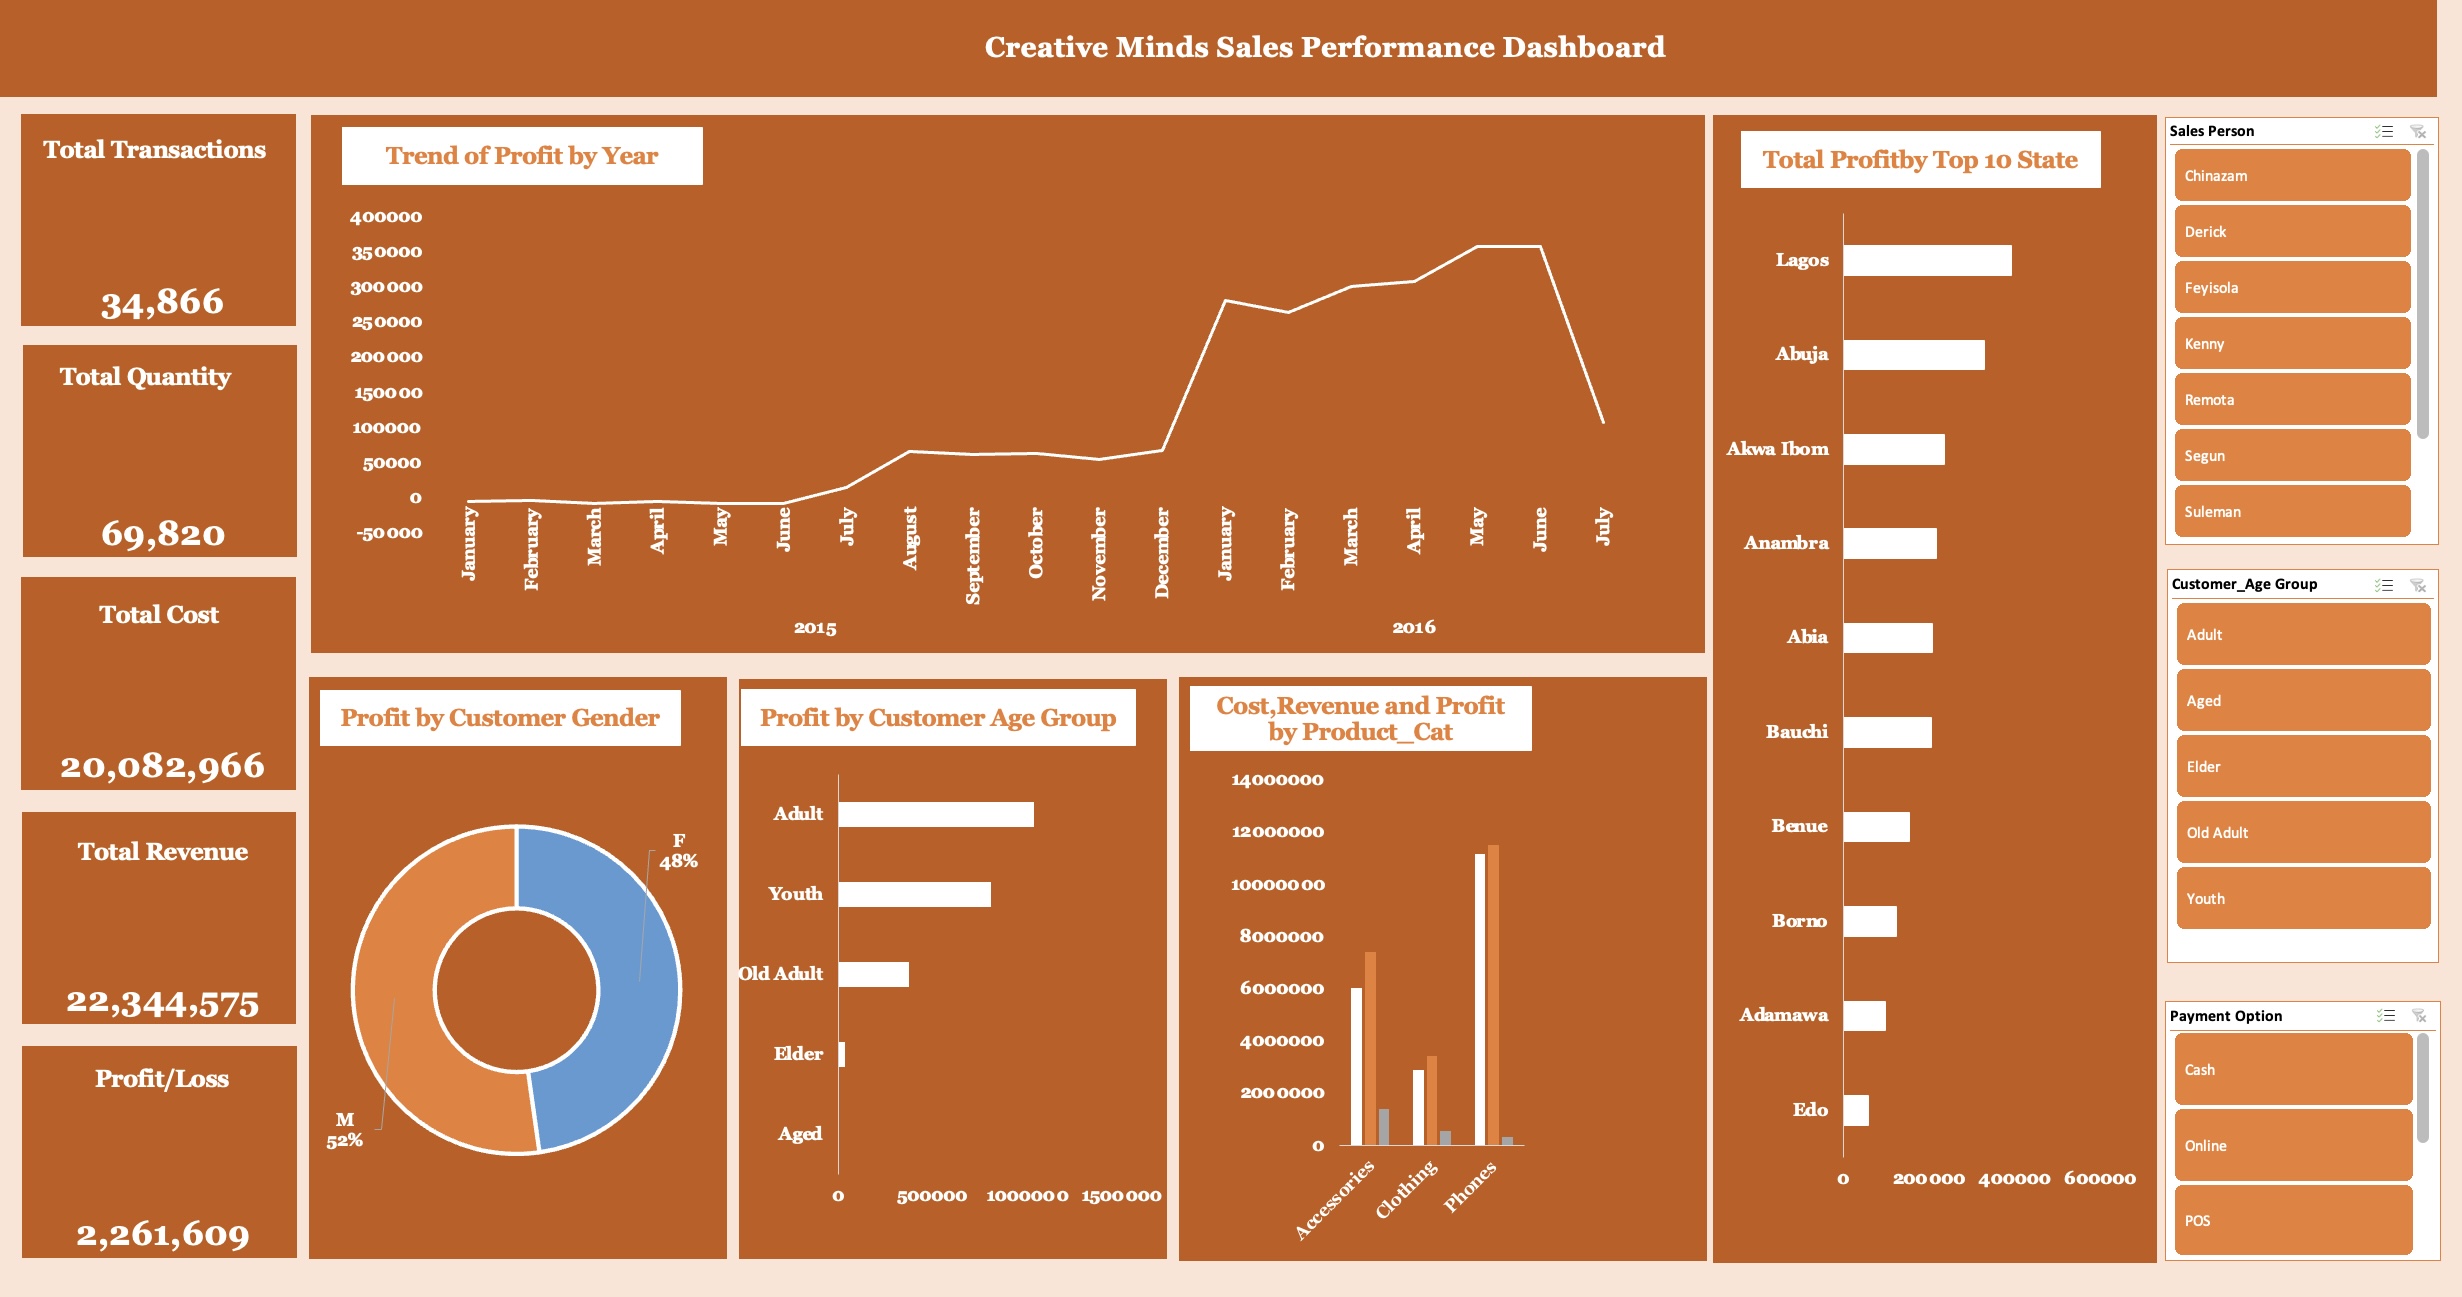 Creative Minds Sales Performance Dashboard
Total Transactions
34,866
Total Quantity
69,820
Total Cost
20,082,966
Total Revenue
22,344,575
Profit/Loss
2,261,609
Trend of Profit by Year
400000
350000
300000
250000
200000
150000
100000
50000
0
-50000
January
February
March
April
May
June
July
August
September
October
November
December
January
February
March
April
May
June
July
2015
2016
Profit by Customer Gender
F
48%
M
52%
Profit by Customer Age Group
Adult
Youth
Old Adult
Elder
Aged
0
500000
1000000
1500000
Cost,Revenue and Profit
by Product_Cat
14000000
12000000
10000000
8000000
6000000
4000000
2000000
0
Accessories
Clothing
Phones
Total Profitby Top 10 State
Lagos
Abuja
Akwa Ibom
Anambra
Abia
Bauchi
Benue
Borno
Adamawa
Edo
0
200000
400000
600000
Sales Person
Chinazam
Derick
Feyisola
Kenny
Remota
Segun
Suleman
Customer_Age Group
Adult
Aged
Elder
Old Adult
Youth
Payment Option
Cash
Online
POS